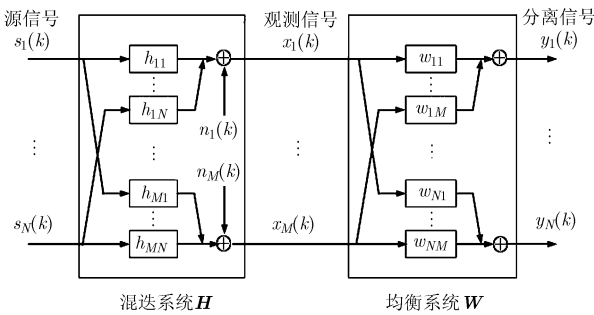 源信号 观测信号 分离信号
s₁(k) x₁(k) y₁(k)
h₁₁ w₁₁
⋮ ⋮
h₁N w₁M
n₁(k)
⋮ ⋮ ⋮ ⋮ ⋮
nM(k)
hM₁ wN₁
⋮ ⋮
sN(k) xM(k) yN(k)
hMN wNM
混迭系统H 均衡系统W